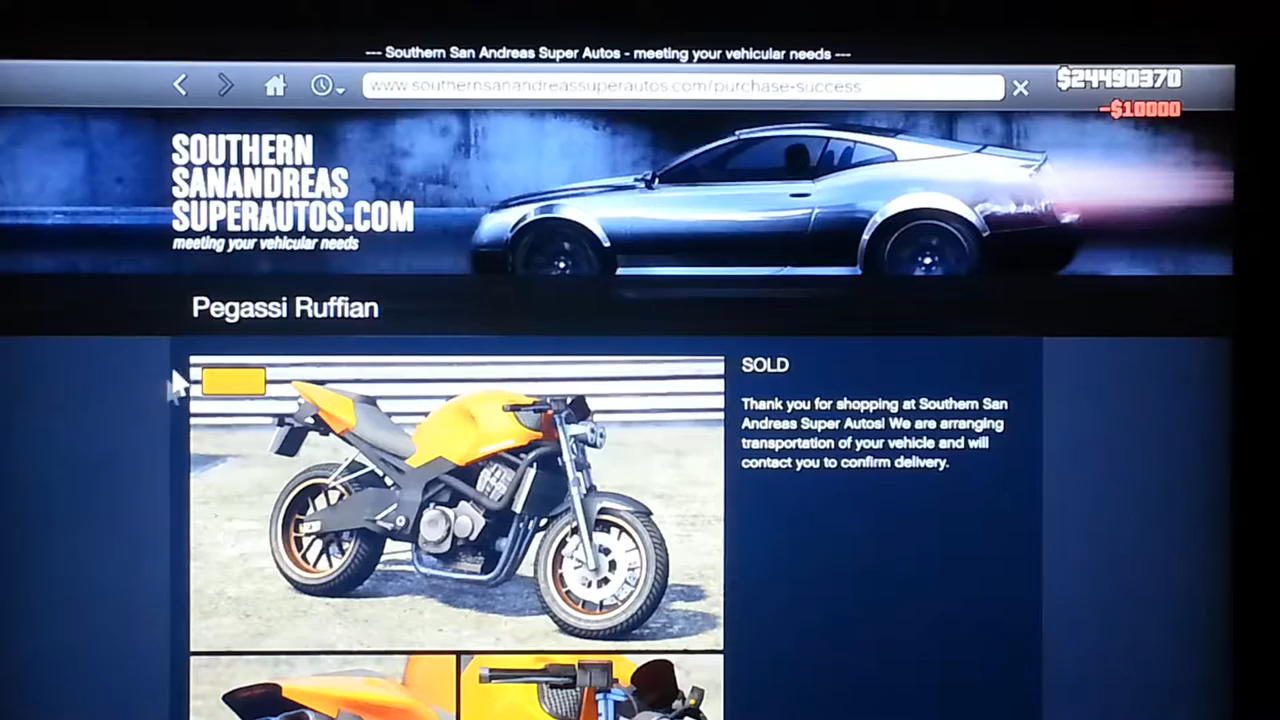 --- Southern San Andreas Super Autos - meeting your vehicular needs ---
www.southernsanandreassuperautos.com/purchase-success
$24490370
-$10000
SOUTHERN
SANANDREAS
SUPERAUTOS.COM
meeting your vehicular needs
Pegassi Ruffian
SOLD
Thank you for shopping at Southern San
Andreas Super Autos! We are arranging
transportation of your vehicle and will
contact you to confirm delivery.